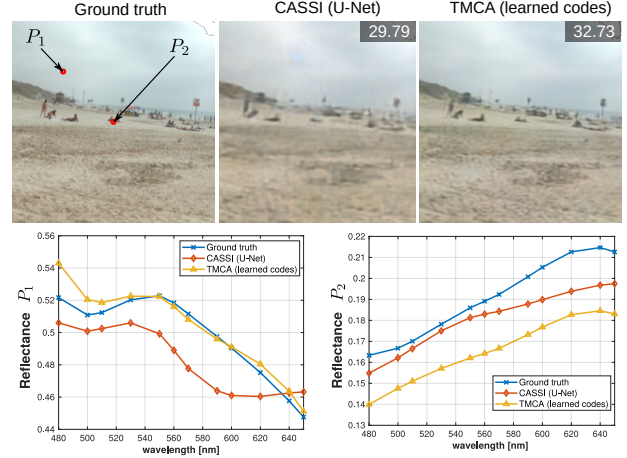 Ground truth
CASSI (U-Net)
TMCA (learned codes)
P1
P2
29.79
32.73
0.56
0.54
0.52
0.5
0.48
0.46
0.44
Reflectance P1
Ground truth
CASSI (U-Net)
TMCA (learned codes)
480 500 520 540 560 580 600 620 640
wavelength [nm]
0.22
0.21
0.2
0.19
0.18
0.17
0.16
0.15
0.14
0.13
Reflectance P2
Ground truth
CASSI (U-Net)
TMCA (learned codes)
480 500 520 540 560 580 600 620 640
wavelength [nm]